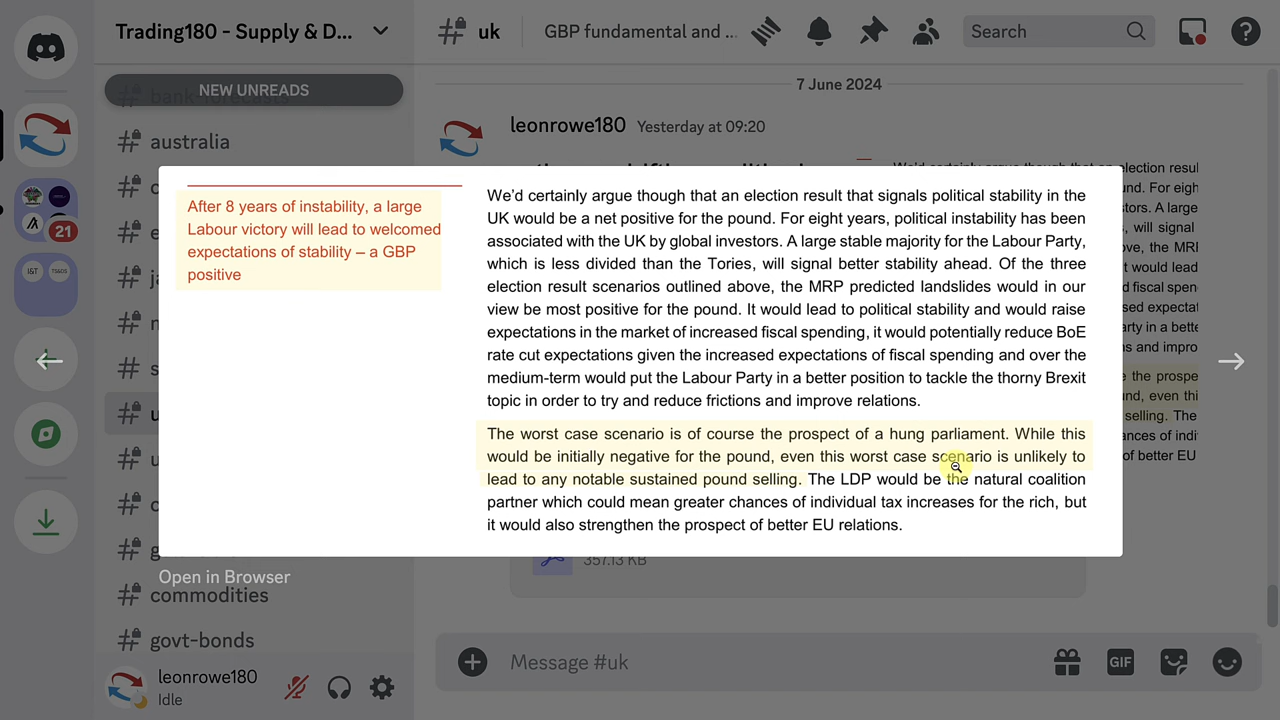 Trading180 - Supply & D...
uk
GBP fundamental and ...
Search
NEW UNREADS
bank-forecasts
australia
commodities
govt-bonds
21
leonrowe180
Idle
7 June 2024
leonrowe180 Yesterday at 09:20
After 8 years of instability, a large
Labour victory will lead to welcomed
expectations of stability – a GBP
positive
We'd certainly argue though that an election result that signals political stability in the
UK would be a net positive for the pound. For eight years, political instability has been
associated with the UK by global investors. A large stable majority for the Labour Party,
which is less divided than the Tories, will signal better stability ahead. Of the three
election result scenarios outlined above, the MRP predicted landslides would in our
view be most positive for the pound. It would lead to political stability and would raise
expectations in the market of increased fiscal spending, it would potentially reduce BoE
rate cut expectations given the increased expectations of fiscal spending and over the
medium-term would put the Labour Party in a better position to tackle the thorny Brexit
topic in order to try and reduce frictions and improve relations.
The worst case scenario is of course the prospect of a hung parliament. While this
would be initially negative for the pound, even this worst case scenario is unlikely to
lead to any notable sustained pound selling. The LDP would be the natural coalition
partner which could mean greater chances of individual tax increases for the rich, but
it would also strengthen the prospect of better EU relations.
Open in Browser
357.13 KB
Message #uk
GIF